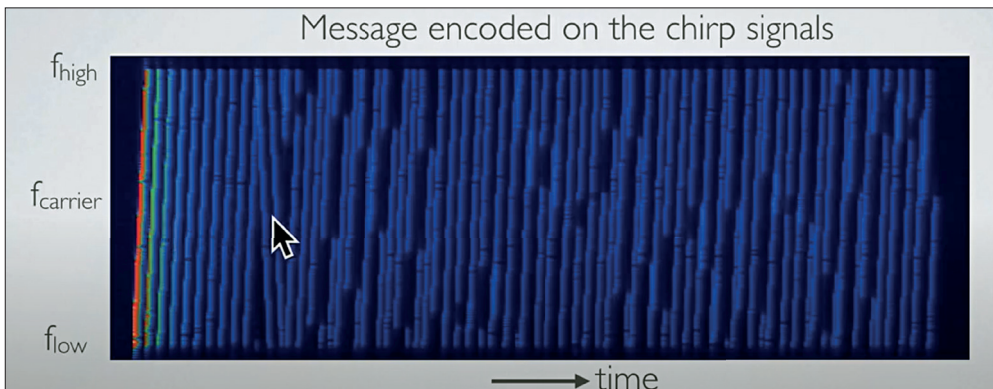 Message encoded on the chirp signals
fhigh
fcarrier
flow
time